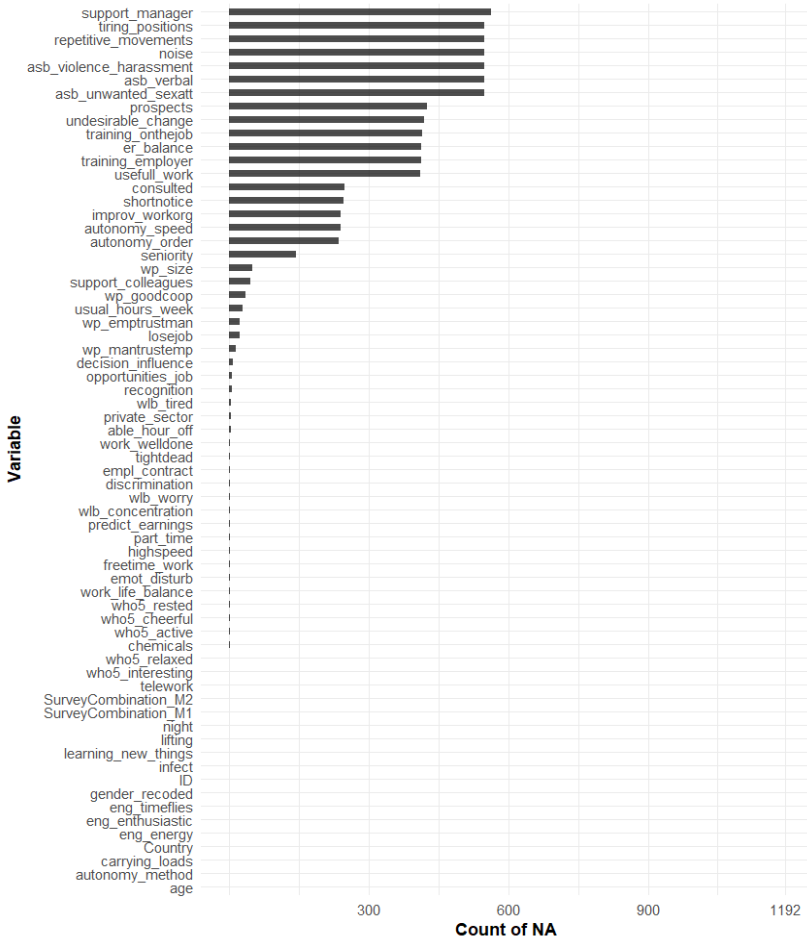 support_manager
tiring_positions
repetitive_movements
noise
asb_violence_harassment
asb_verbal
asb_unwanted_sexatt
prospects
undesirable_change
training_onthejob
er_balance
training_employer
usefull_work
consulted
shortnotice
improv_workorg
autonomy_speed
autonomy_order
seniority
wp_size
support_colleagues
wp_goodcoop
usual_hours_week
wp_emptrustman
losejob
wp_mantrustemp
decision_influence
opportunities_job
recognition
wlb_tired
private_sector
able_hour_off
work_welldone
tightdead
empl_contract
discrimination
wlb_worry
wlb_concentration
predict_earnings
part_time
highspeed
freetime_work
emot_disturb
work_life_balance
who5_rested
who5_cheerful
who5_active
chemicals
who5_relaxed
who5_interesting
telework
SurveyCombination_M2
SurveyCombination_M1
night
lifting
learning_new_things
infect
ID
gender_recoded
eng_timeflies
eng_enthusiastic
eng_energy
Country
carrying_loads
autonomy_method
age
Variable
300 600 900 1192
Count of NA